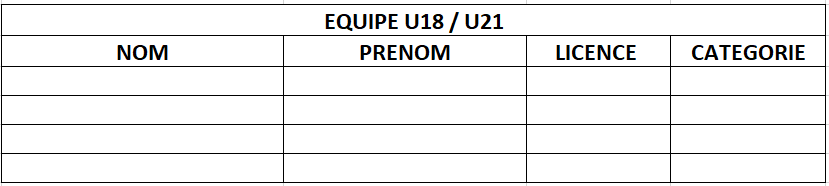 EQUIPE U18 / U21
NOM PRENOM LICENCE CATEGORIE